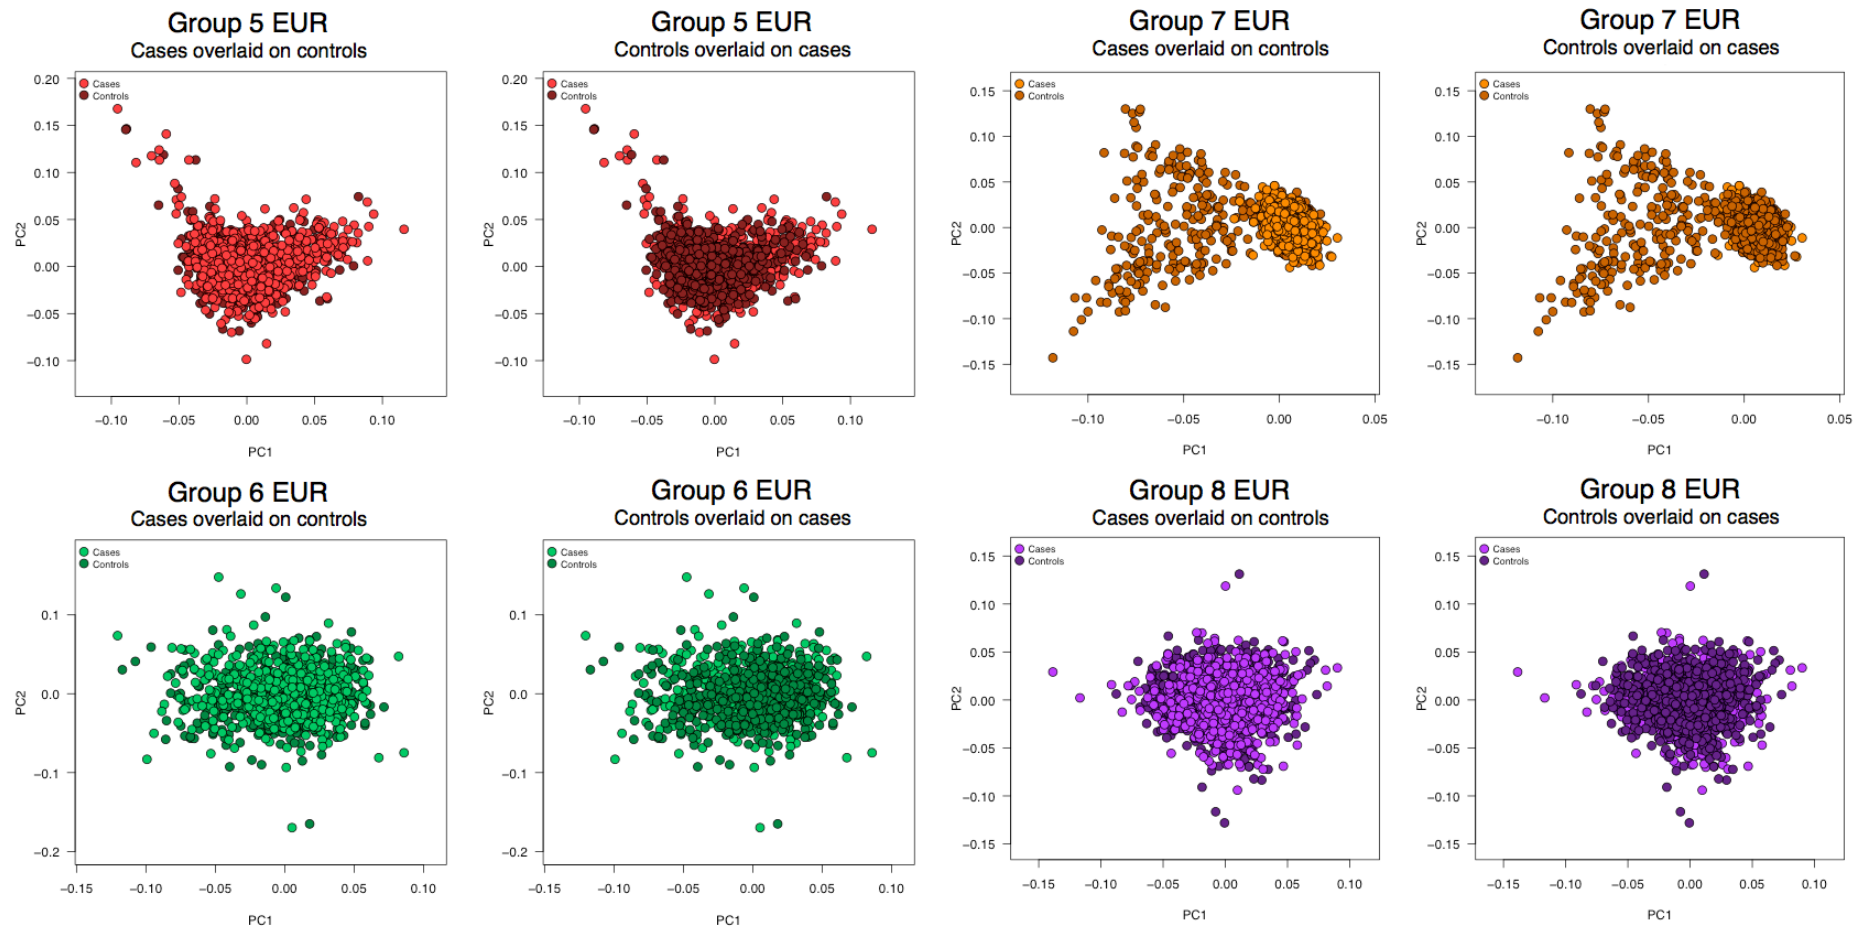 Group 5 EUR
Cases overlaid on controls
Cases
Controls
0.20
0.15
0.10
0.05
0.00
−0.05
−0.10
PC2
−0.10 −0.05 0.00 0.05 0.10
PC1
Group 5 EUR
Controls overlaid on cases
Cases
Controls
0.20
0.15
0.10
0.05
0.00
−0.05
−0.10
PC2
−0.10 −0.05 0.00 0.05 0.10
PC1
Group 7 EUR
Cases overlaid on controls
Cases
Controls
0.15
0.10
0.05
0.00
−0.05
−0.10
−0.15
PC2
−0.10 −0.05 0.00 0.05
PC1
Group 7 EUR
Controls overlaid on cases
Cases
Controls
0.15
0.10
0.05
0.00
−0.05
−0.10
−0.15
PC2
−0.10 −0.05 0.00 0.05
PC1
Group 6 EUR
Cases overlaid on controls
Cases
Controls
0.1
0.0
−0.1
−0.2
PC2
−0.15 −0.10 −0.05 0.00 0.05 0.10
PC1
Group 6 EUR
Controls overlaid on cases
Cases
Controls
0.1
0.0
−0.1
−0.2
PC2
−0.15 −0.10 −0.05 0.00 0.05 0.10
PC1
Group 8 EUR
Cases overlaid on controls
Cases
Controls
0.15
0.10
0.05
0.00
−0.05
−0.10
−0.15
PC2
−0.15 −0.10 −0.05 0.00 0.05 0.10
PC1
Group 8 EUR
Controls overlaid on cases
Cases
Controls
0.15
0.10
0.05
0.00
−0.05
−0.10
−0.15
PC2
−0.15 −0.10 −0.05 0.00 0.05 0.10
PC1